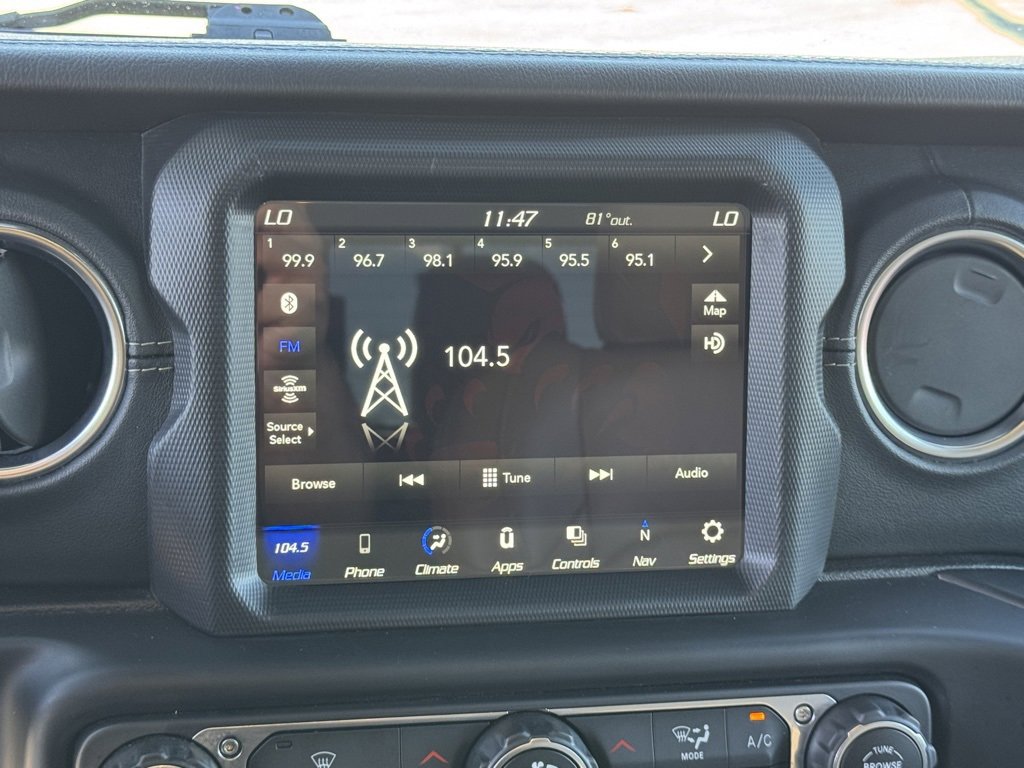 LO 11:47 81°out. LO
1 2 3 4 5 6
99.9 96.7 98.1 95.9 95.5 95.1
Map
FM
HD
104.5
SiriusXM
Source
Select
Browse Tune Audio
104.5 N
Media Phone Climate Apps Controls Nav Settings
MODE A/C
TUNE
BROWSE